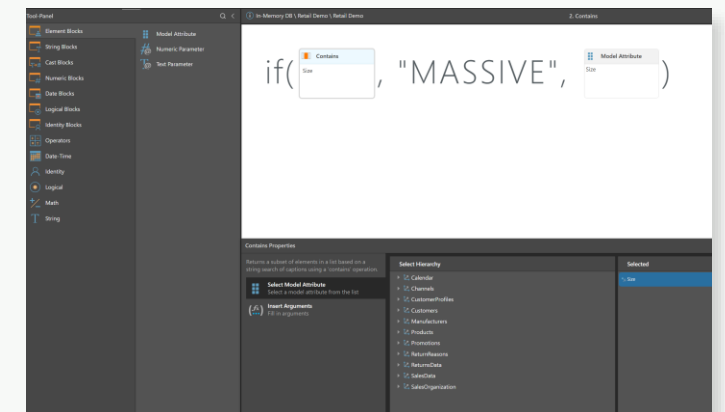 Tool-Panel
In-Memory DB \ Retail Demo \ Retail Demo
2. Contains
Element Blocks
String Blocks
Cast Blocks
Numeric Blocks
Date Blocks
Logical Blocks
Identity Blocks
Operators
Date-Time
Identity
Logical
Math
String
Model Attribute
Numeric Parameter
Text Parameter
if( Contains Size , "MASSIVE", Model Attribute Size )
Contains Properties
Returns a subset of elements in a list based on a
string search of captions using a 'contains' operation
Select Model Attribute
Select a model attribute from the list
Insert Arguments
Fill in arguments
Select Hierarchy
Calendar
Channels
CustomerProfiles
Customers
Manufacturers
Products
Promotions
ReturnReasons
ReturnsData
SalesData
SalesOrganization
Selected
Size